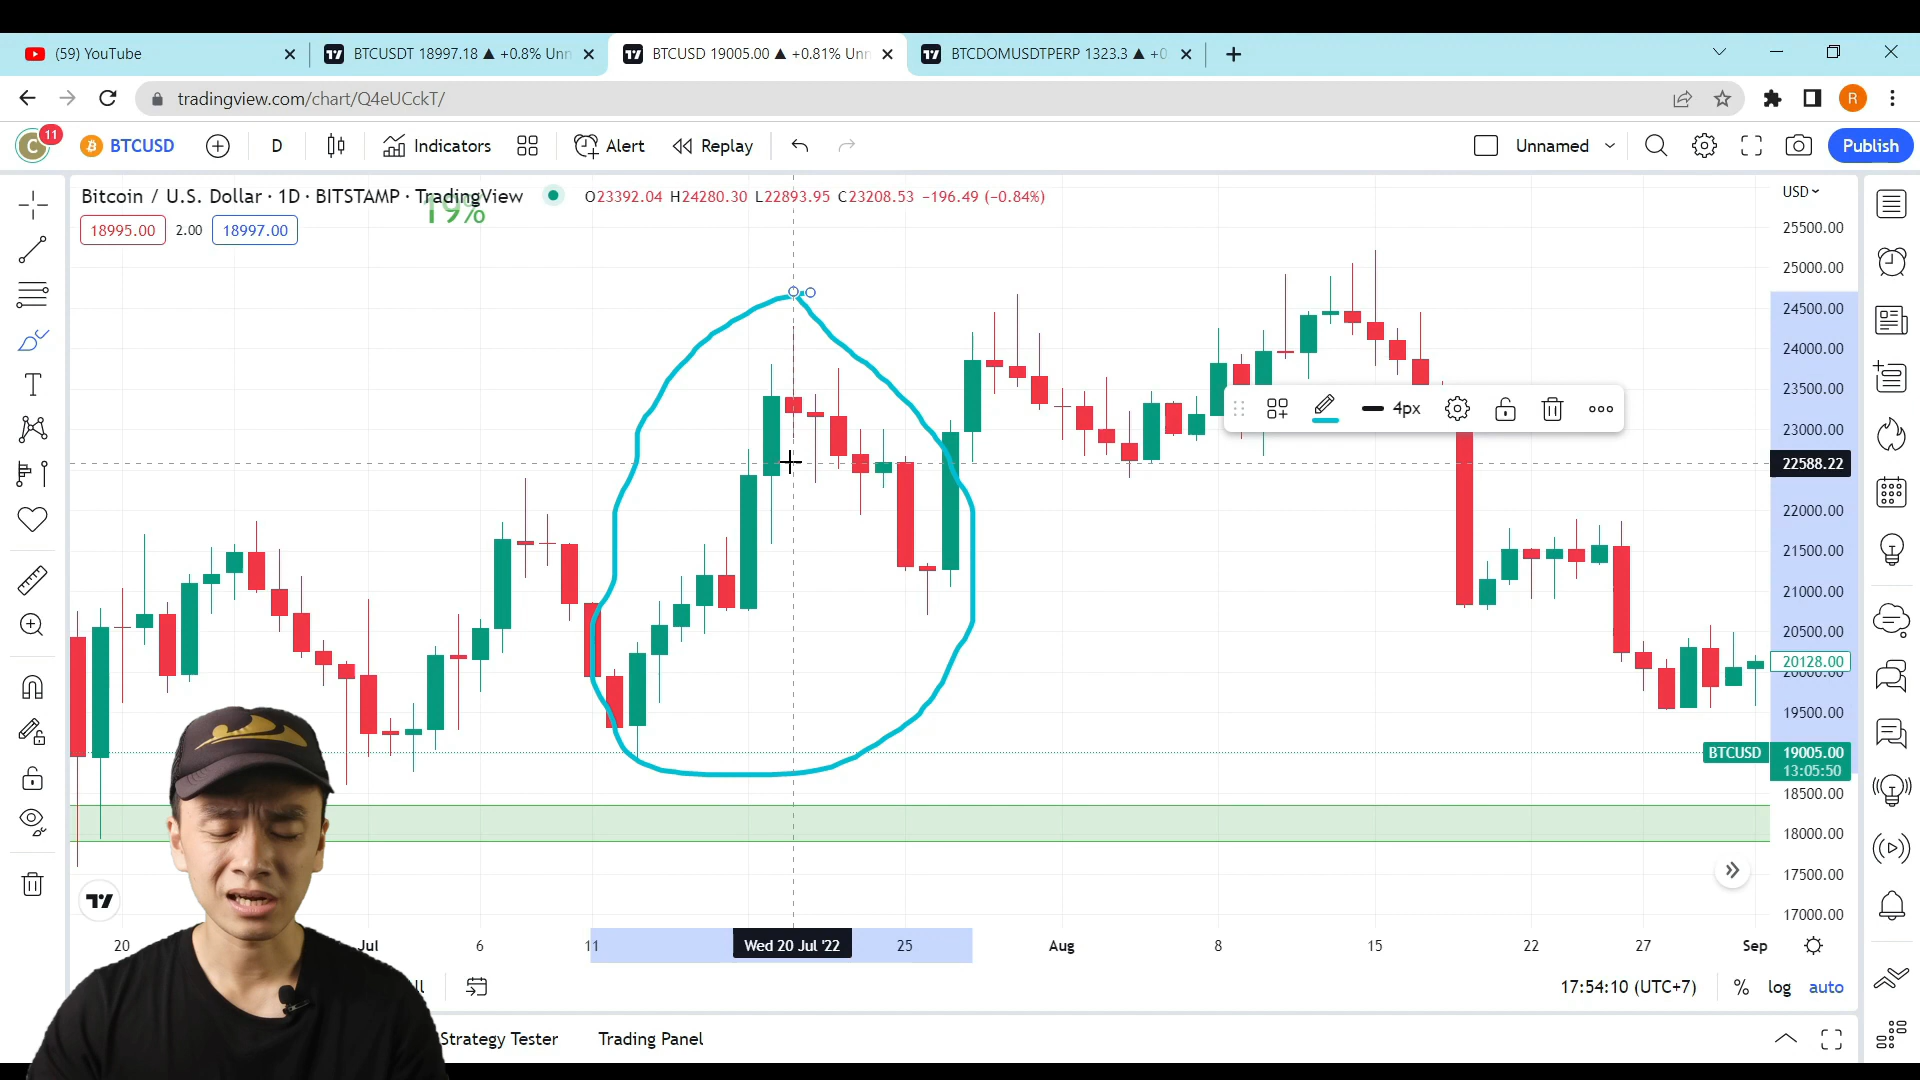 (59) YouTube
BTCUSDT 18997.18 ▲ +0.8% Unn
BTCUSD 19005.00 ▲ +0.81% Unn
BTCDOMUSDTPERP 1323.3 ▲ +0
tradingview.com/chart/Q4eUCckT/
R
C
11
BTCUSD
D
Indicators
Alert
Replay
Unnamed
Publish
Bitcoin / U.S. Dollar · 1D · BITSTAMP · TradingView
O23392.04 H24280.30 L22893.95 C23208.53 −196.49 (−0.84%)
USD
19%
18995.00
2.00
18997.00
25500.00
25000.00
24500.00
24000.00
23500.00
4px
23000.00
22588.22
22000.00
21500.00
21000.00
20500.00
20128.00
20000.00
19500.00
BTCUSD
19005.00
13:05:50
18500.00
18000.00
17500.00
17000.00
20
Jul
6
11
Wed 20 Jul '22
25
Aug
8
15
22
27
Sep
17:54:10 (UTC+7)
%
log
auto
Strategy Tester
Trading Panel